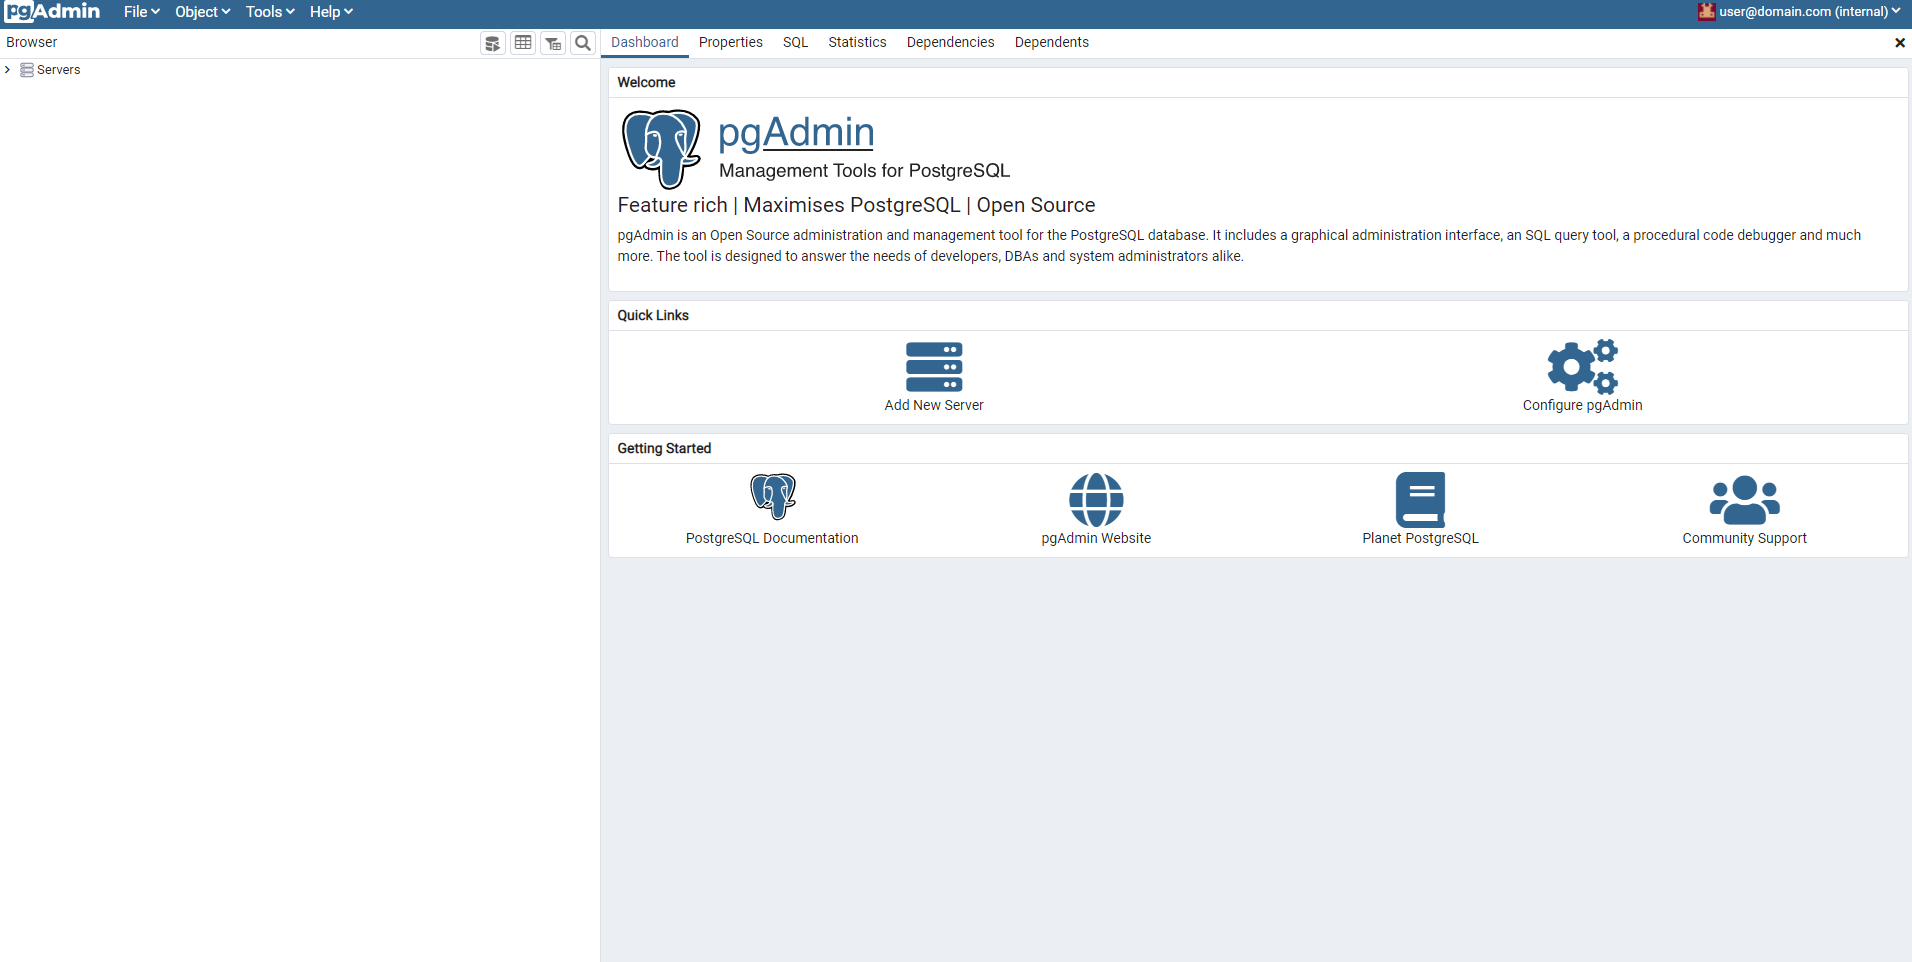 pgAdmin File Object Tools Help user@domain.com (internal)
Browser Dashboard Properties SQL Statistics Dependencies Dependents
Servers
Welcome
pgAdmin
Management Tools for PostgreSQL
Feature rich | Maximises PostgreSQL | Open Source
pgAdmin is an Open Source administration and management tool for the PostgreSQL database. It includes a graphical administration interface, an SQL query tool, a procedural code debugger and much
more. The tool is designed to answer the needs of developers, DBAs and system administrators alike.
Quick Links
Add New Server Configure pgAdmin
Getting Started
PostgreSQL Documentation pgAdmin Website Planet PostgreSQL Community Support